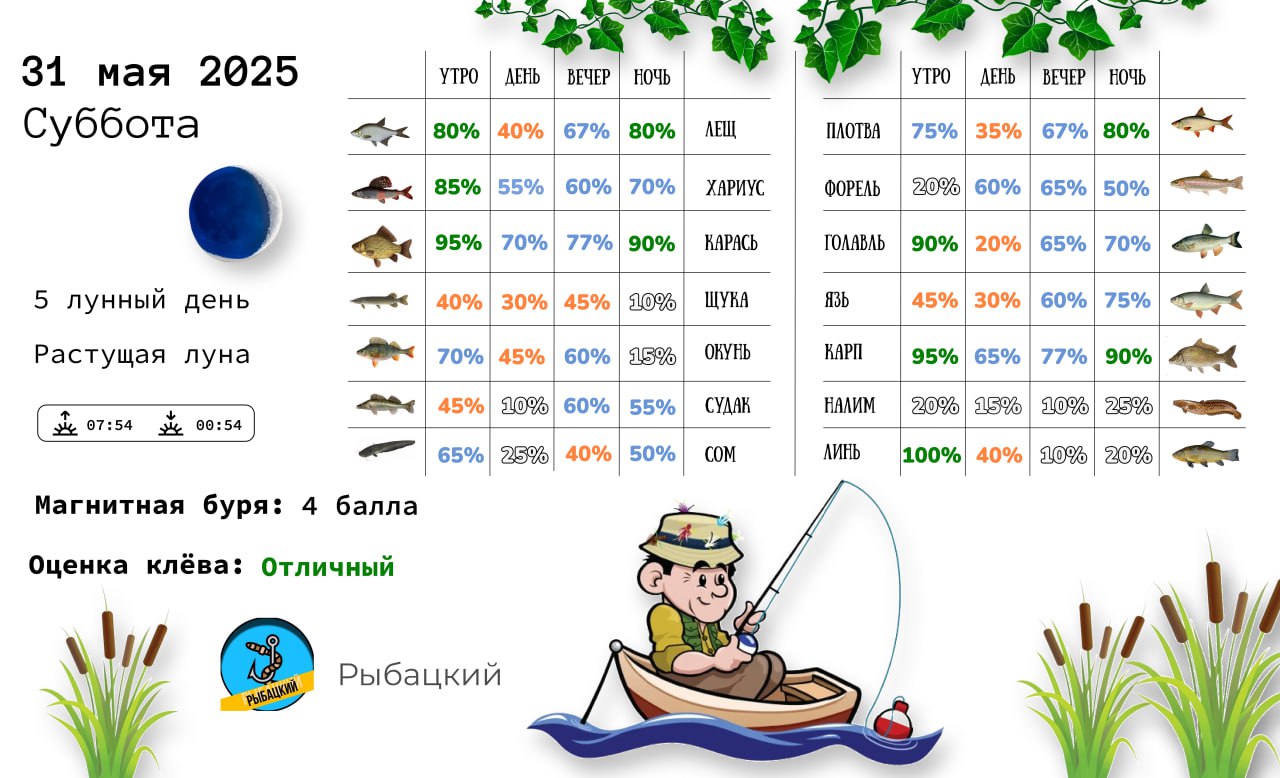 31 мая 2025
Суббота
5 лунный день
Растущая луна
07:54 00:54
УТРО ДЕНЬ ВЕЧЕР НОЧЬ
80% 40% 67% 80% ЛЕЩ
85% 55% 60% 70% ХАРИУС
95% 70% 77% 90% КАРАСЬ
40% 30% 45% 10% ЩУКА
70% 45% 60% 15% ОКУНЬ
45% 10% 60% 55% СУДАК
65% 25% 40% 50% СОМ
УТРО ДЕНЬ ВЕЧЕР НОЧЬ
ПЛОТВА 75% 35% 67% 80%
ФОРЕЛЬ 20% 60% 65% 50%
ГОЛАВЛЬ 90% 20% 65% 70%
ЯЗЬ 45% 30% 60% 75%
КАРП 95% 65% 77% 90%
НАЛИМ 20% 15% 10% 25%
ЛИНЬ 100% 40% 10% 20%
Магнитная буря: 4 балла
Оценка клёва: Отличный
РЫБАЦКИЙ
Рыбацкий